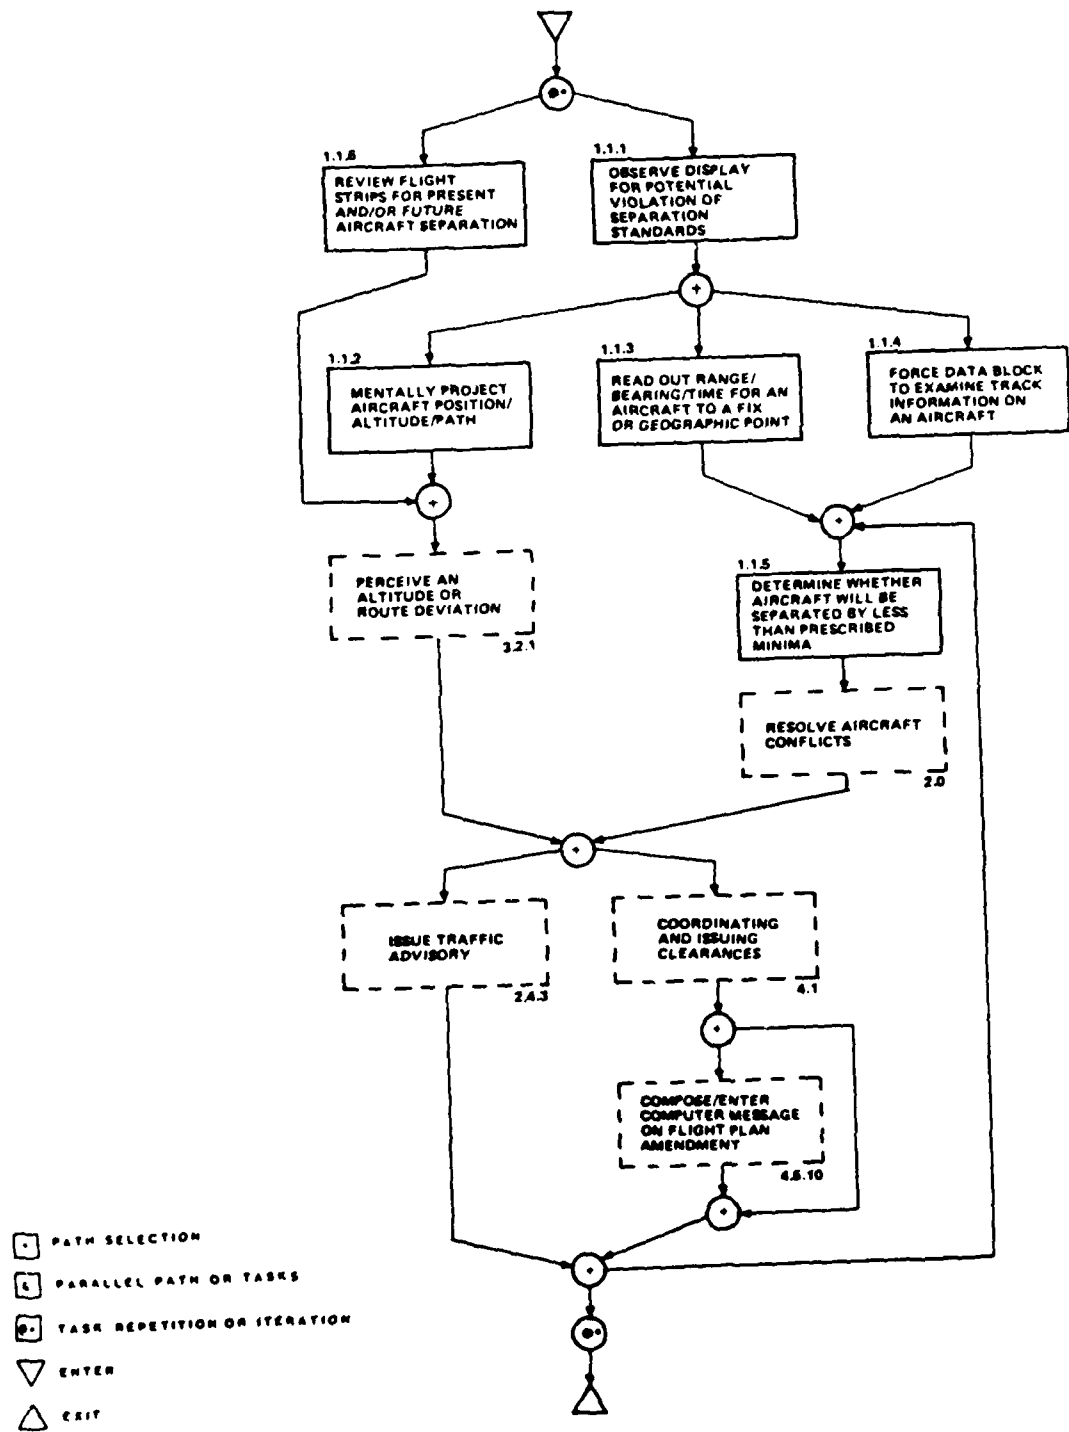 1.1.6
REVIEW FLIGHT
STRIPS FOR PRESENT
AND/OR FUTURE
AIRCRAFT SEPARATION
1.1.1
OBSERVE DISPLAY
FOR POTENTIAL
VIOLATION OF
SEPARATION
STANDARDS
+
1.1.2
MENTALLY PROJECT
AIRCRAFT POSITION/
ALTITUDE/PATH
1.1.3
READ OUT RANGE/
BEARING/TIME FOR AN
AIRCRAFT TO A FIX
OR GEOGRAPHIC POINT
1.1.4
FORCE DATA BLOCK
TO EXAMINE TRACK
INFORMATION ON
AN AIRCRAFT
+
+
PERCEIVE AN
ALTITUDE OR
ROUTE DEVIATION
3.2.1
1.1.5
DETERMINE WHETHER
AIRCRAFT WILL BE
SEPARATED BY LESS
THAN PRESCRIBED
MINIMA
RESOLVE AIRCRAFT
CONFLICTS
2.0
+
ISSUE TRAFFIC
ADVISORY
2.4.3
COORDINATING
AND ISSUING
CLEARANCES
4.1
+
COMPOSE/ENTER
COMPUTER MESSAGE
ON FLIGHT PLAN
AMENDMENT
4.5.10
+
+
+ PATH SELECTION
& PARALLEL PATH OR TASKS
TASK REPETITION OR ITERATION
ENTER
EXIT